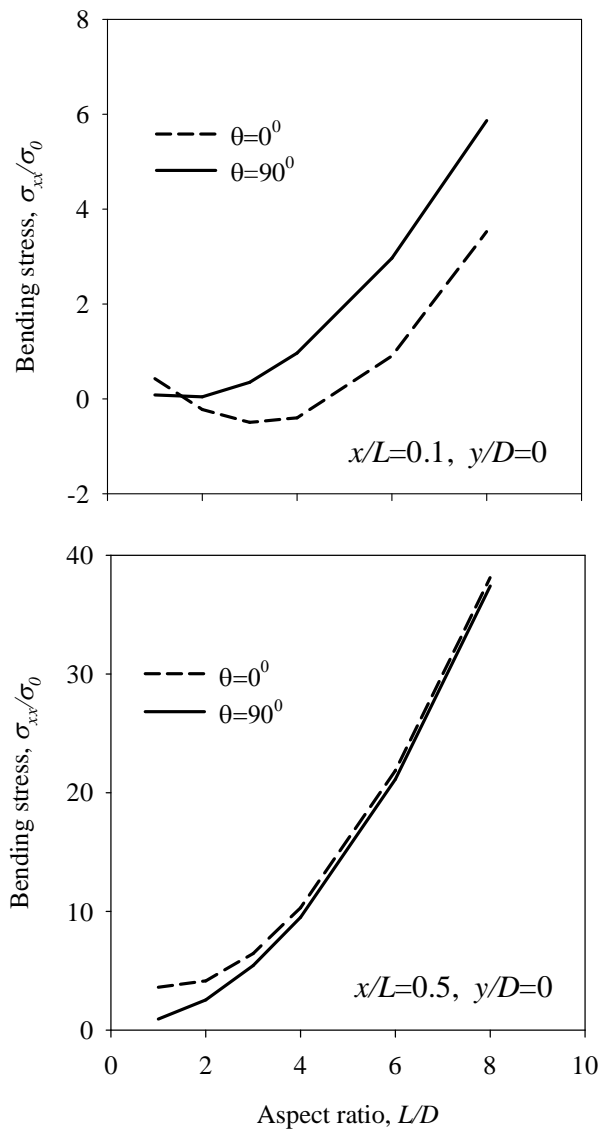 8
6
4
2
0
-2
Bending stress, σxx/σ0
θ=0⁰
θ=90⁰
x/L=0.1, y/D=0
40
30
20
10
0
Bending stress, σxx/σ0
θ=0⁰
θ=90⁰
x/L=0.5, y/D=0
0 2 4 6 8 10
Aspect ratio, L/D